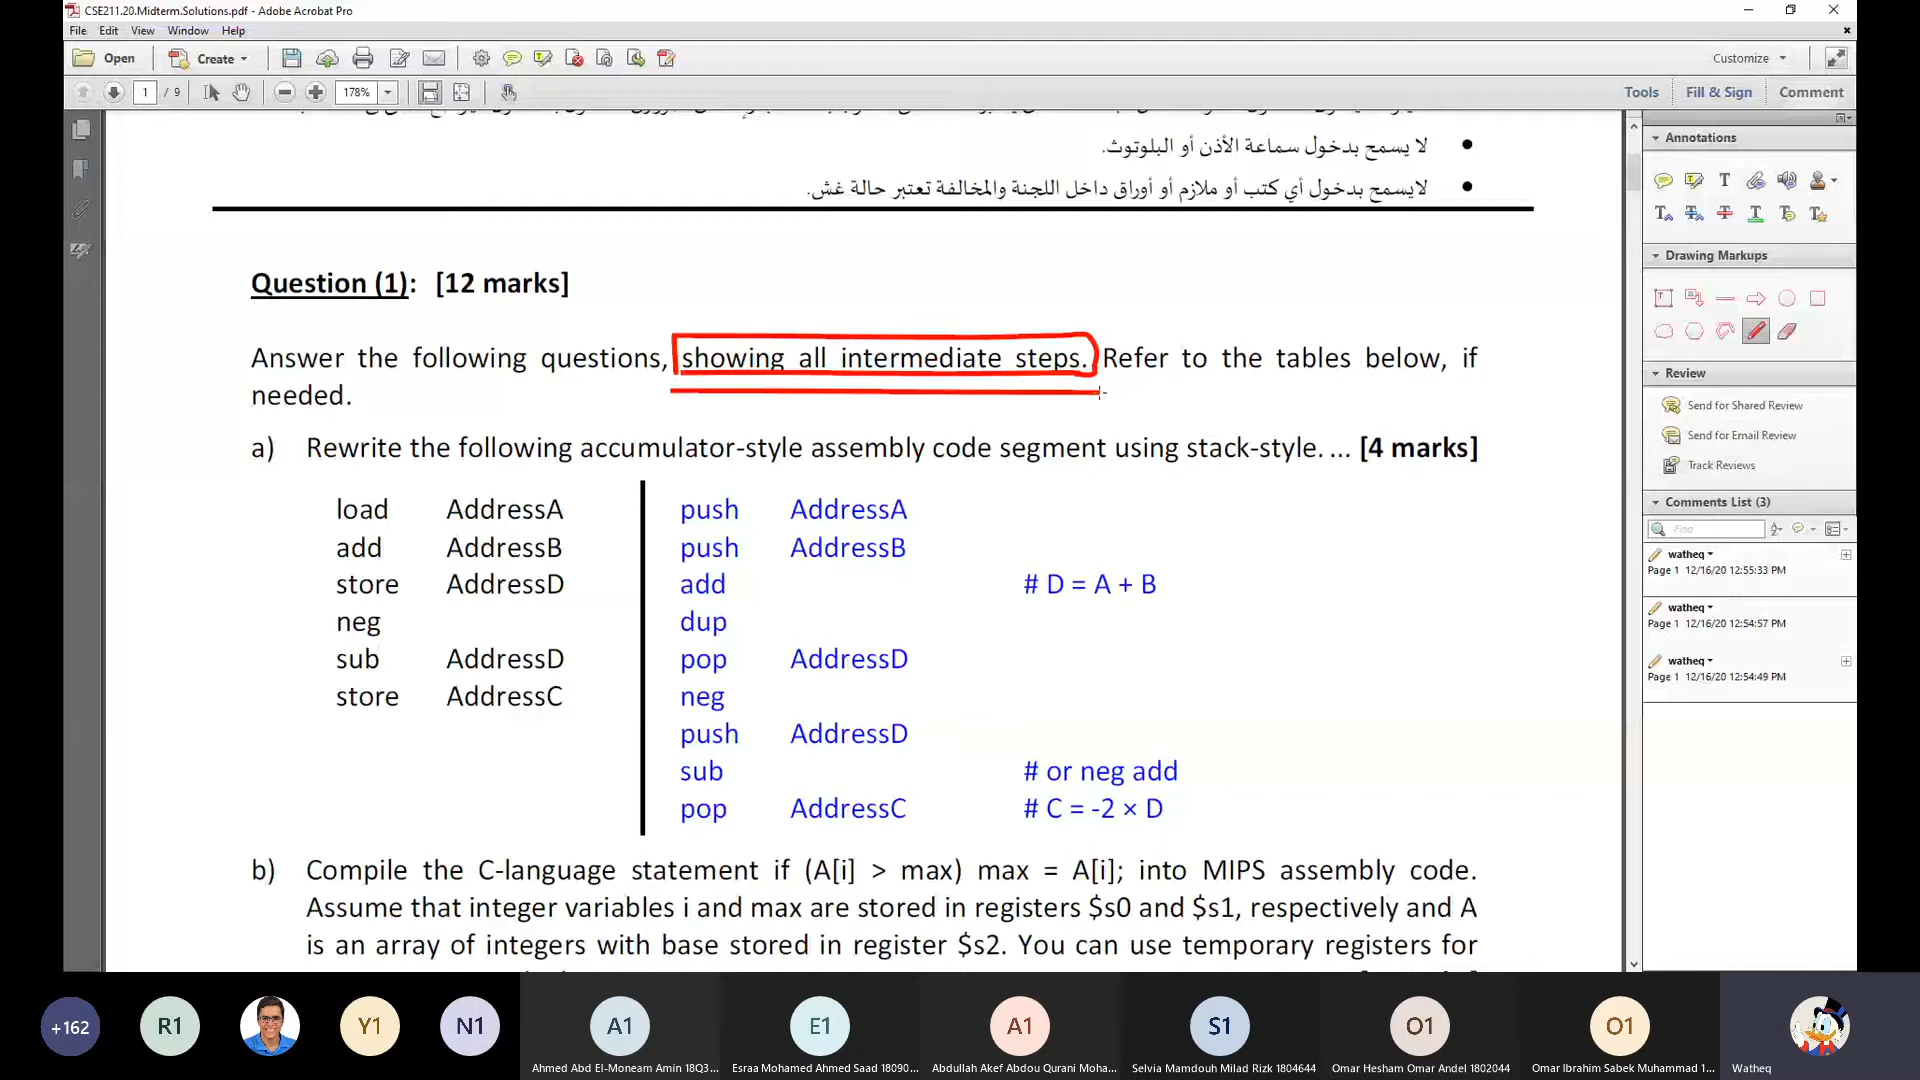 CSE211.20.Midterm.Solutions.pdf - Adobe Acrobat Pro
File Edit View Window Help
Open Create Customize
1 / 9 178% Tools Fill & Sign Comment
لا يسمح بدخول سماعة الأذن أو البلوتوث.
لايسمح بدخول أي كتب أو ملازم أو أوراق داخل اللجنة والمخالفة تعتبر حالة غش.
Question (1): [12 marks]
Answer the following questions, showing all intermediate steps. Refer to the tables below, if
needed.
a) Rewrite the following accumulator-style assembly code segment using stack-style. ... [4 marks]
load AddressA
add AddressB
store AddressD
neg
sub AddressD
store AddressC
push AddressA
push AddressB
add # D = A + B
dup
pop AddressD
neg
push AddressD
sub # or neg add
pop AddressC # C = -2 × D
b) Compile the C-language statement if (A[i] > max) max = A[i]; into MIPS assembly code.
Assume that integer variables i and max are stored in registers $s0 and $s1, respectively and A
is an array of integers with base stored in register $s2. You can use temporary registers for
Annotations
Drawing Markups
Review
Send for Shared Review
Send for Email Review
Track Reviews
Comments List (3)
Find
watheq
Page 1 12/16/20 12:55:33 PM
watheq
Page 1 12/16/20 12:54:57 PM
watheq
Page 1 12/16/20 12:54:49 PM
+162 R1 Y1 N1 A1 E1 A1 S1 O1 O1
Ahmed Abd El-Moneam Amin 18Q3...
Esraa Mohamed Ahmed Saad 18090...
Abdullah Akef Abdou Qurani Moha...
Selvia Mamdouh Milad Rizk 1804644
Omar Hesham Omar Andel 1802044
Omar Ibrahim Sabek Muhammad 1...
Watheq